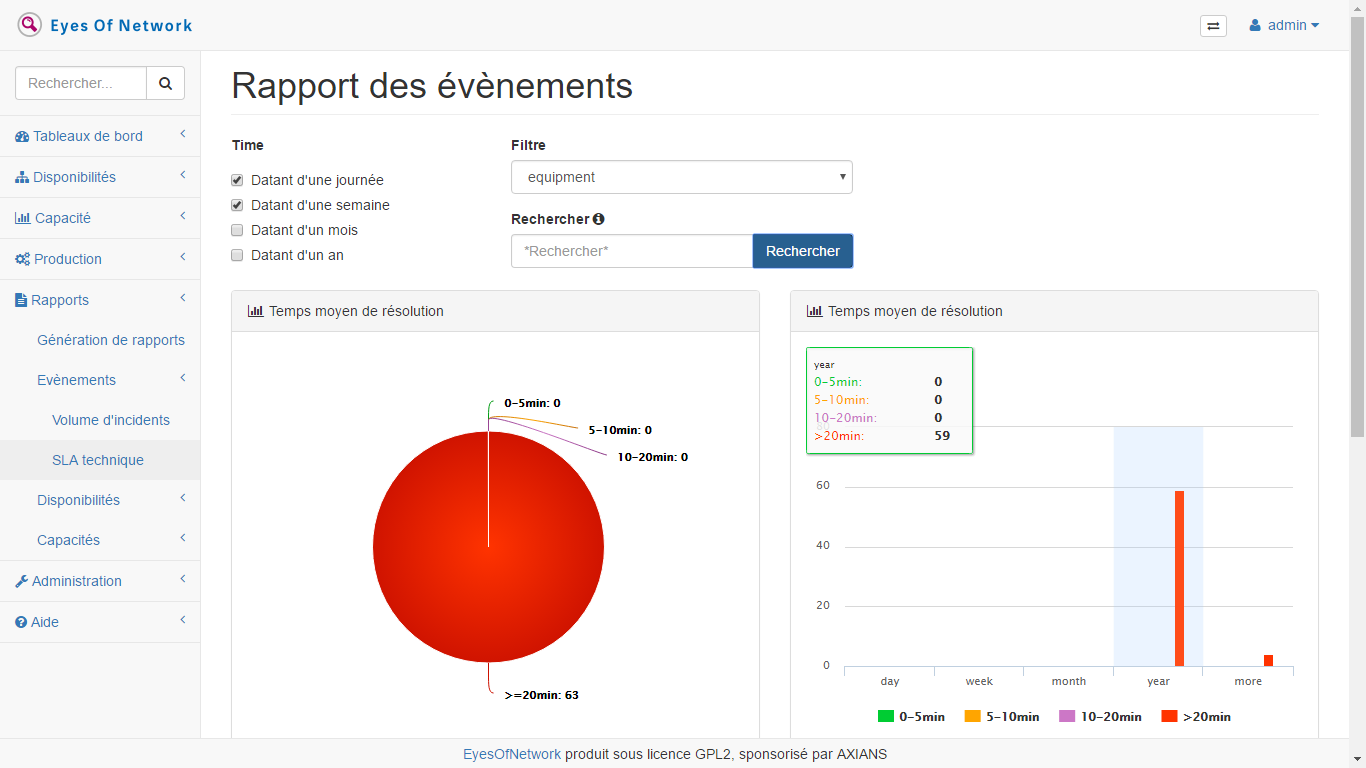 Eyes Of Network
admin
Rechercher...
Tableaux de bord
Disponibilités
Capacité
Production
Rapports
Génération de rapports
Evènements
Volume d'incidents
SLA technique
Disponibilités
Capacités
Administration
Aide
Rapport des évènements
Time
Datant d'une journée
Datant d'une semaine
Datant d'un mois
Datant d'un an
Filtre
equipment
Rechercher
*Rechercher*
Rechercher
Temps moyen de résolution
0-5min: 0
5-10min: 0
10-20min: 0
>=20min: 63
Temps moyen de résolution
year
0-5min: 0
5-10min: 0
10-20min: 0
>20min: 59
80
60
40
20
0
day week month year more
0-5min 5-10min 10-20min >20min
EyesOfNetwork produit sous licence GPL2, sponsorisé par AXIANS